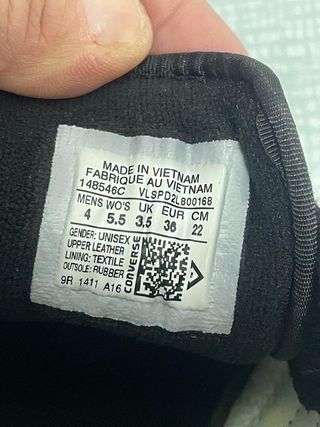 MADE IN VIETNAM
FABRIQUE AU VIETNAM
148546C VLSPD2L800168
MENS WO'S UK EUR CM
4 5.5 3.5 36 22
GENDER: UNISEX
UPPER LEATHER
LINING: TEXTILE
OUTSOLE: RUBBER
9R 1411 A16
CONVERSE